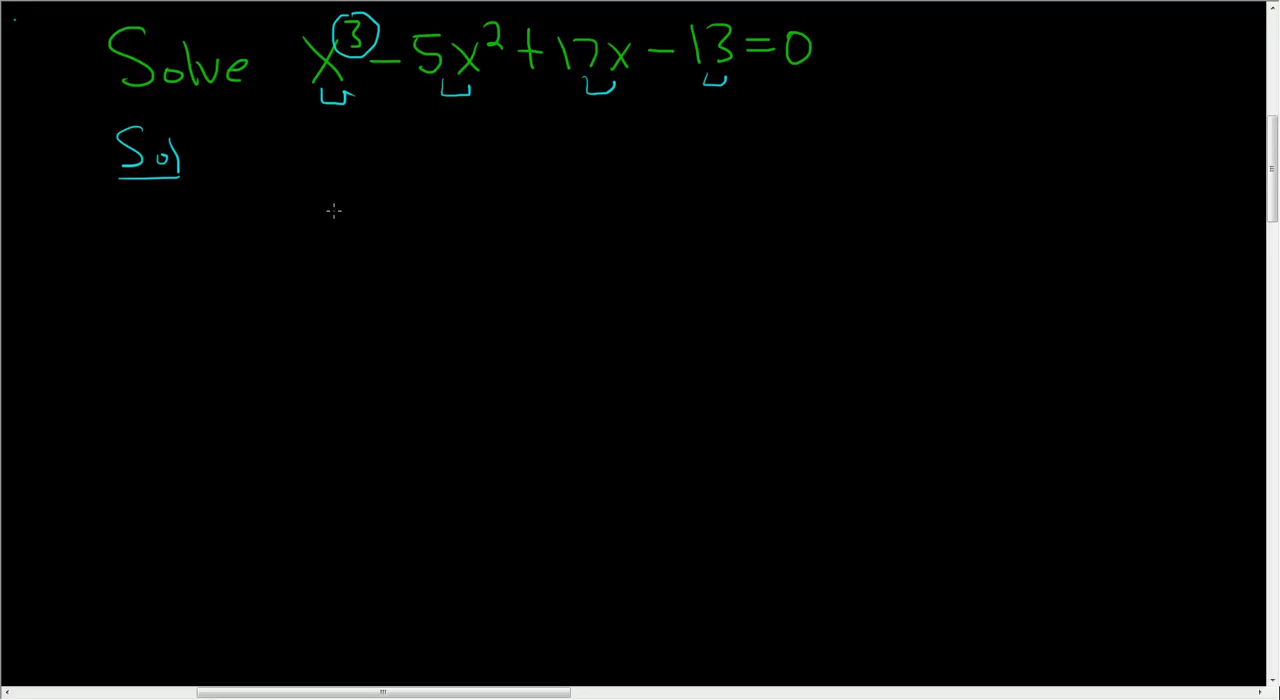 Solve x³ - 5x² + 17x - 13 = 0
Sol